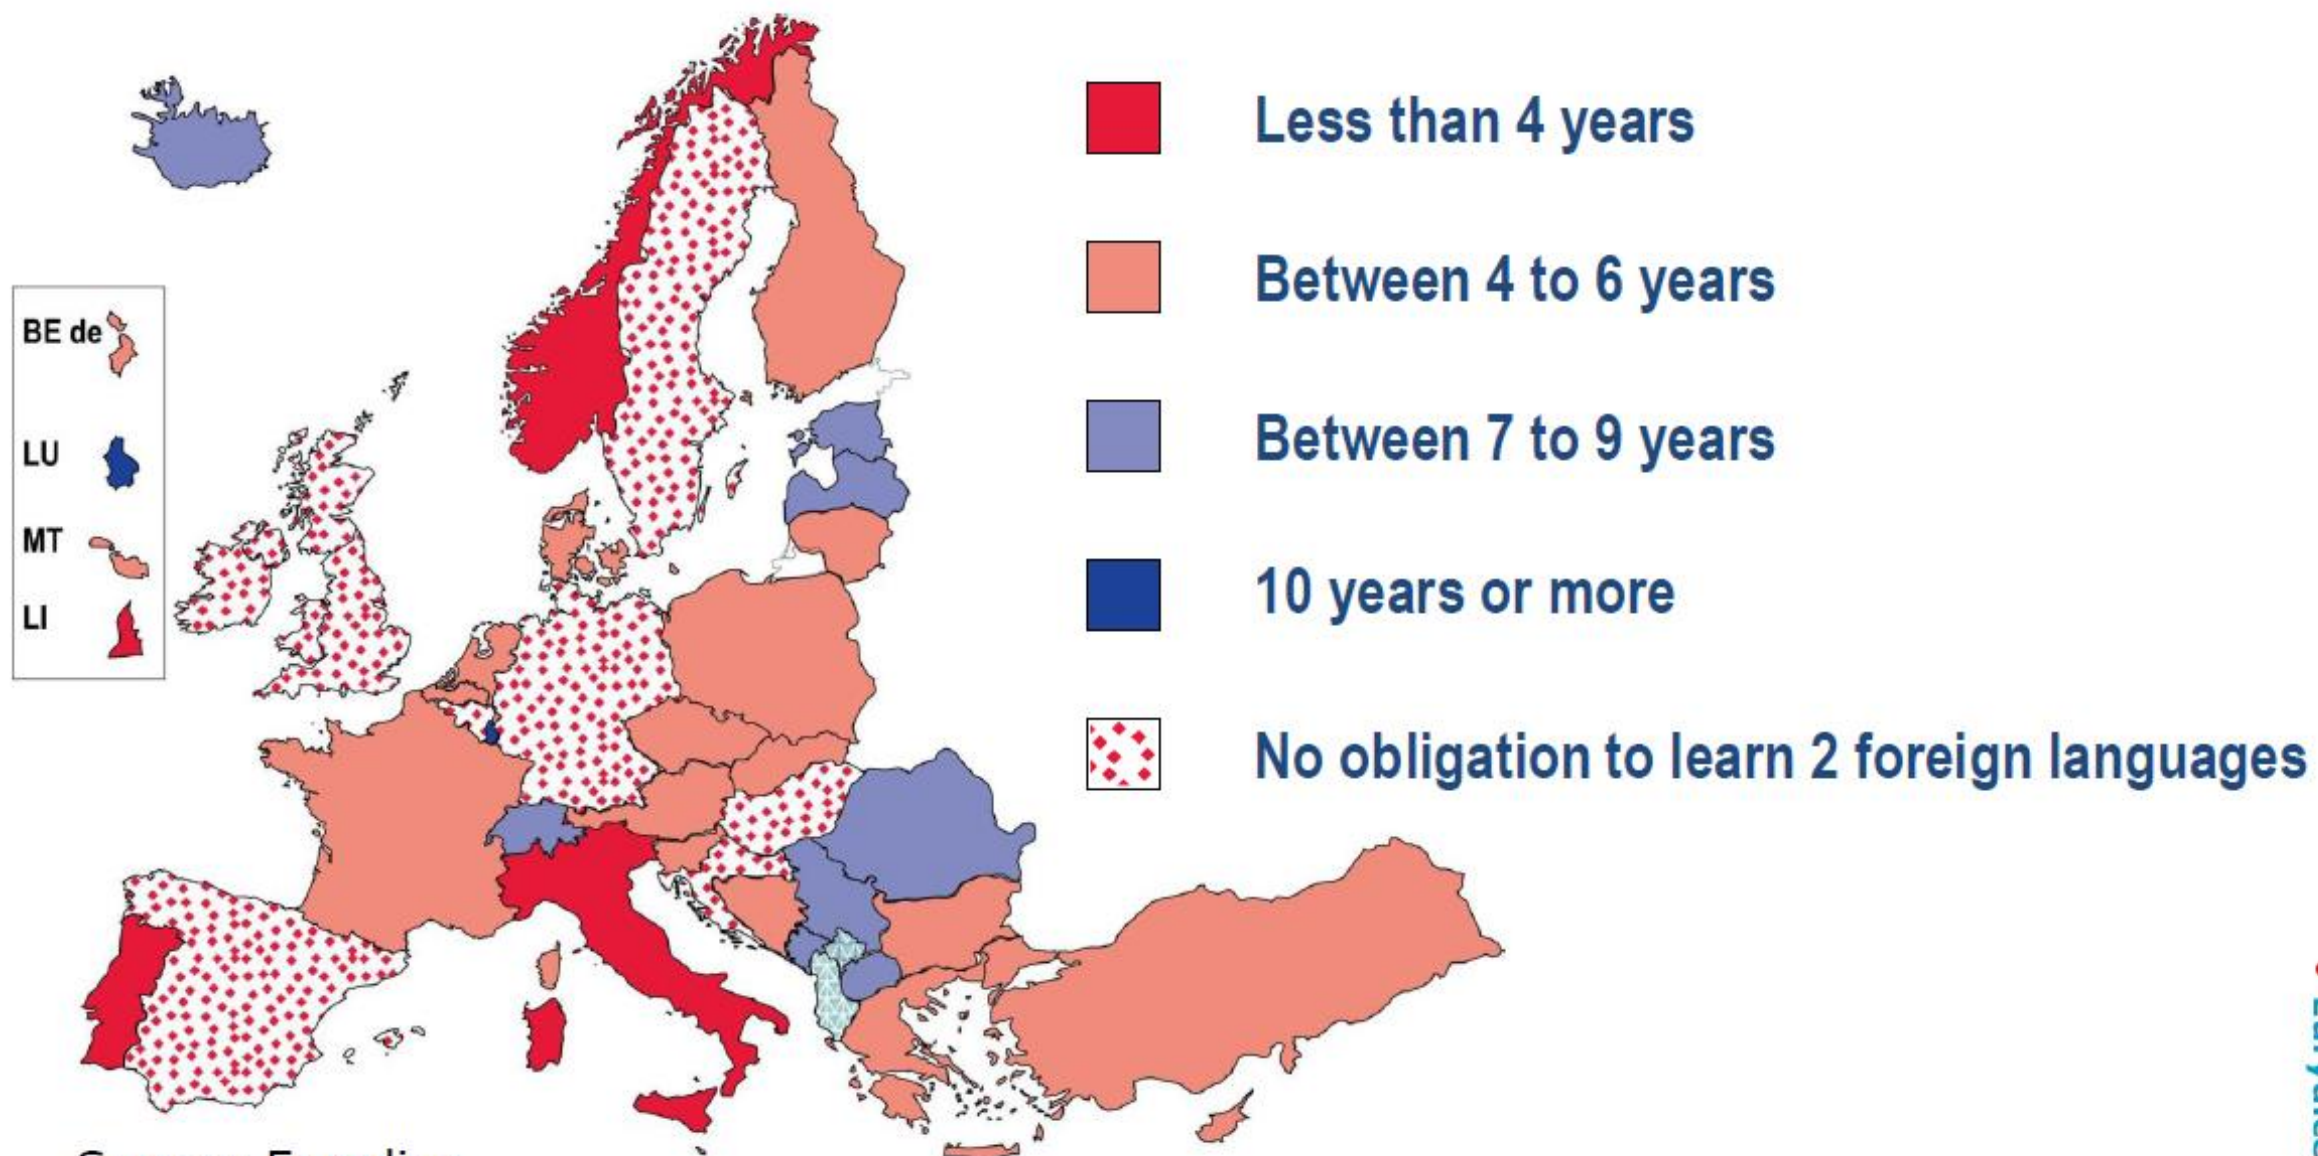 Less than 4 years
Between 4 to 6 years
BE de
Between 7 to 9 years
LU
MT
10 years or more
LI
No obligation to learn 2 foreign languages